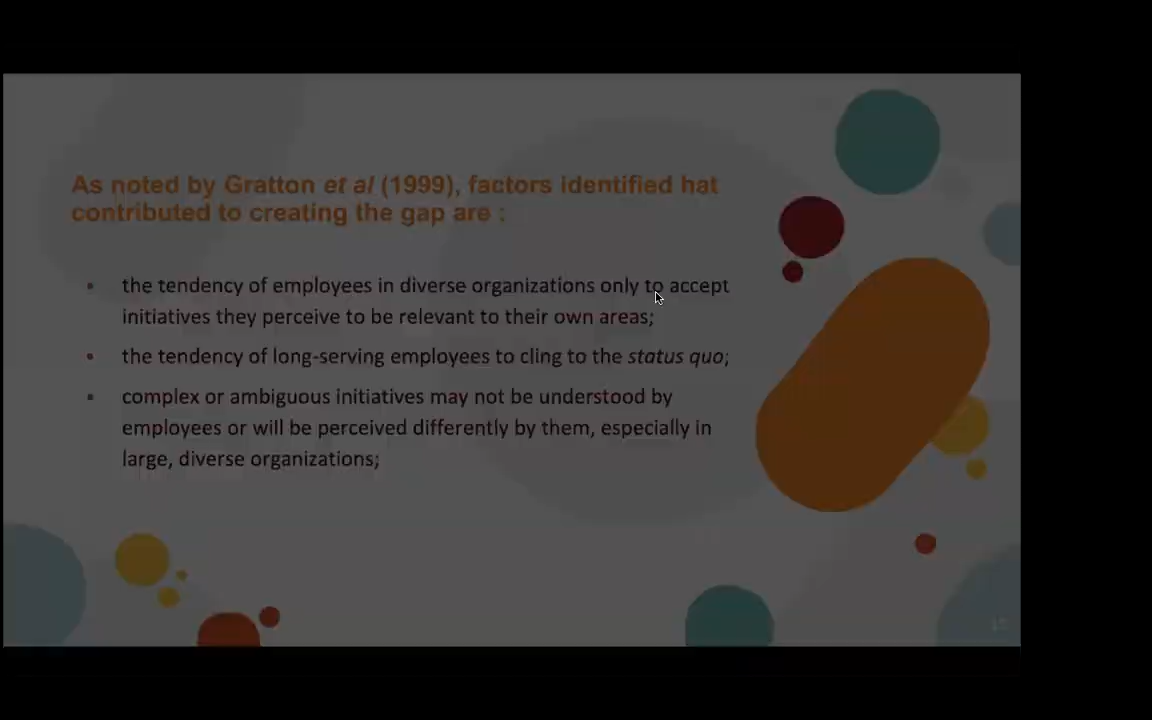 As noted by Gratton et al (1999), factors identified hat
contributed to creating the gap are :
▪ the tendency of employees in diverse organizations only to accept
initiatives they perceive to be relevant to their own areas;
▪ the tendency of long-serving employees to cling to the status quo;
▪ complex or ambiguous initiatives may not be understood by
employees or will be perceived differently by them, especially in
large, diverse organizations;